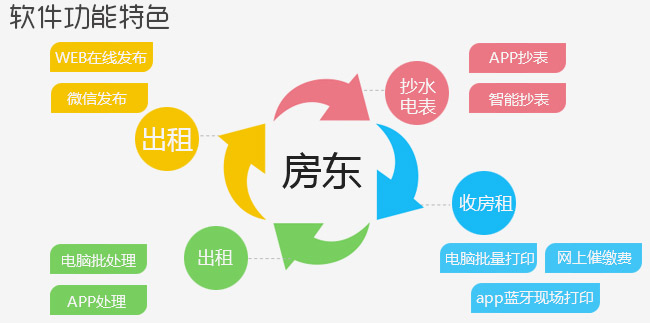 软件功能特色
WEB在线发布
微信发布
出租
抄水
电表
APP抄表
智能抄表
房东
收房租
电脑批量打印
网上催缴费
app蓝牙现场打印
出租
电脑批处理
APP处理